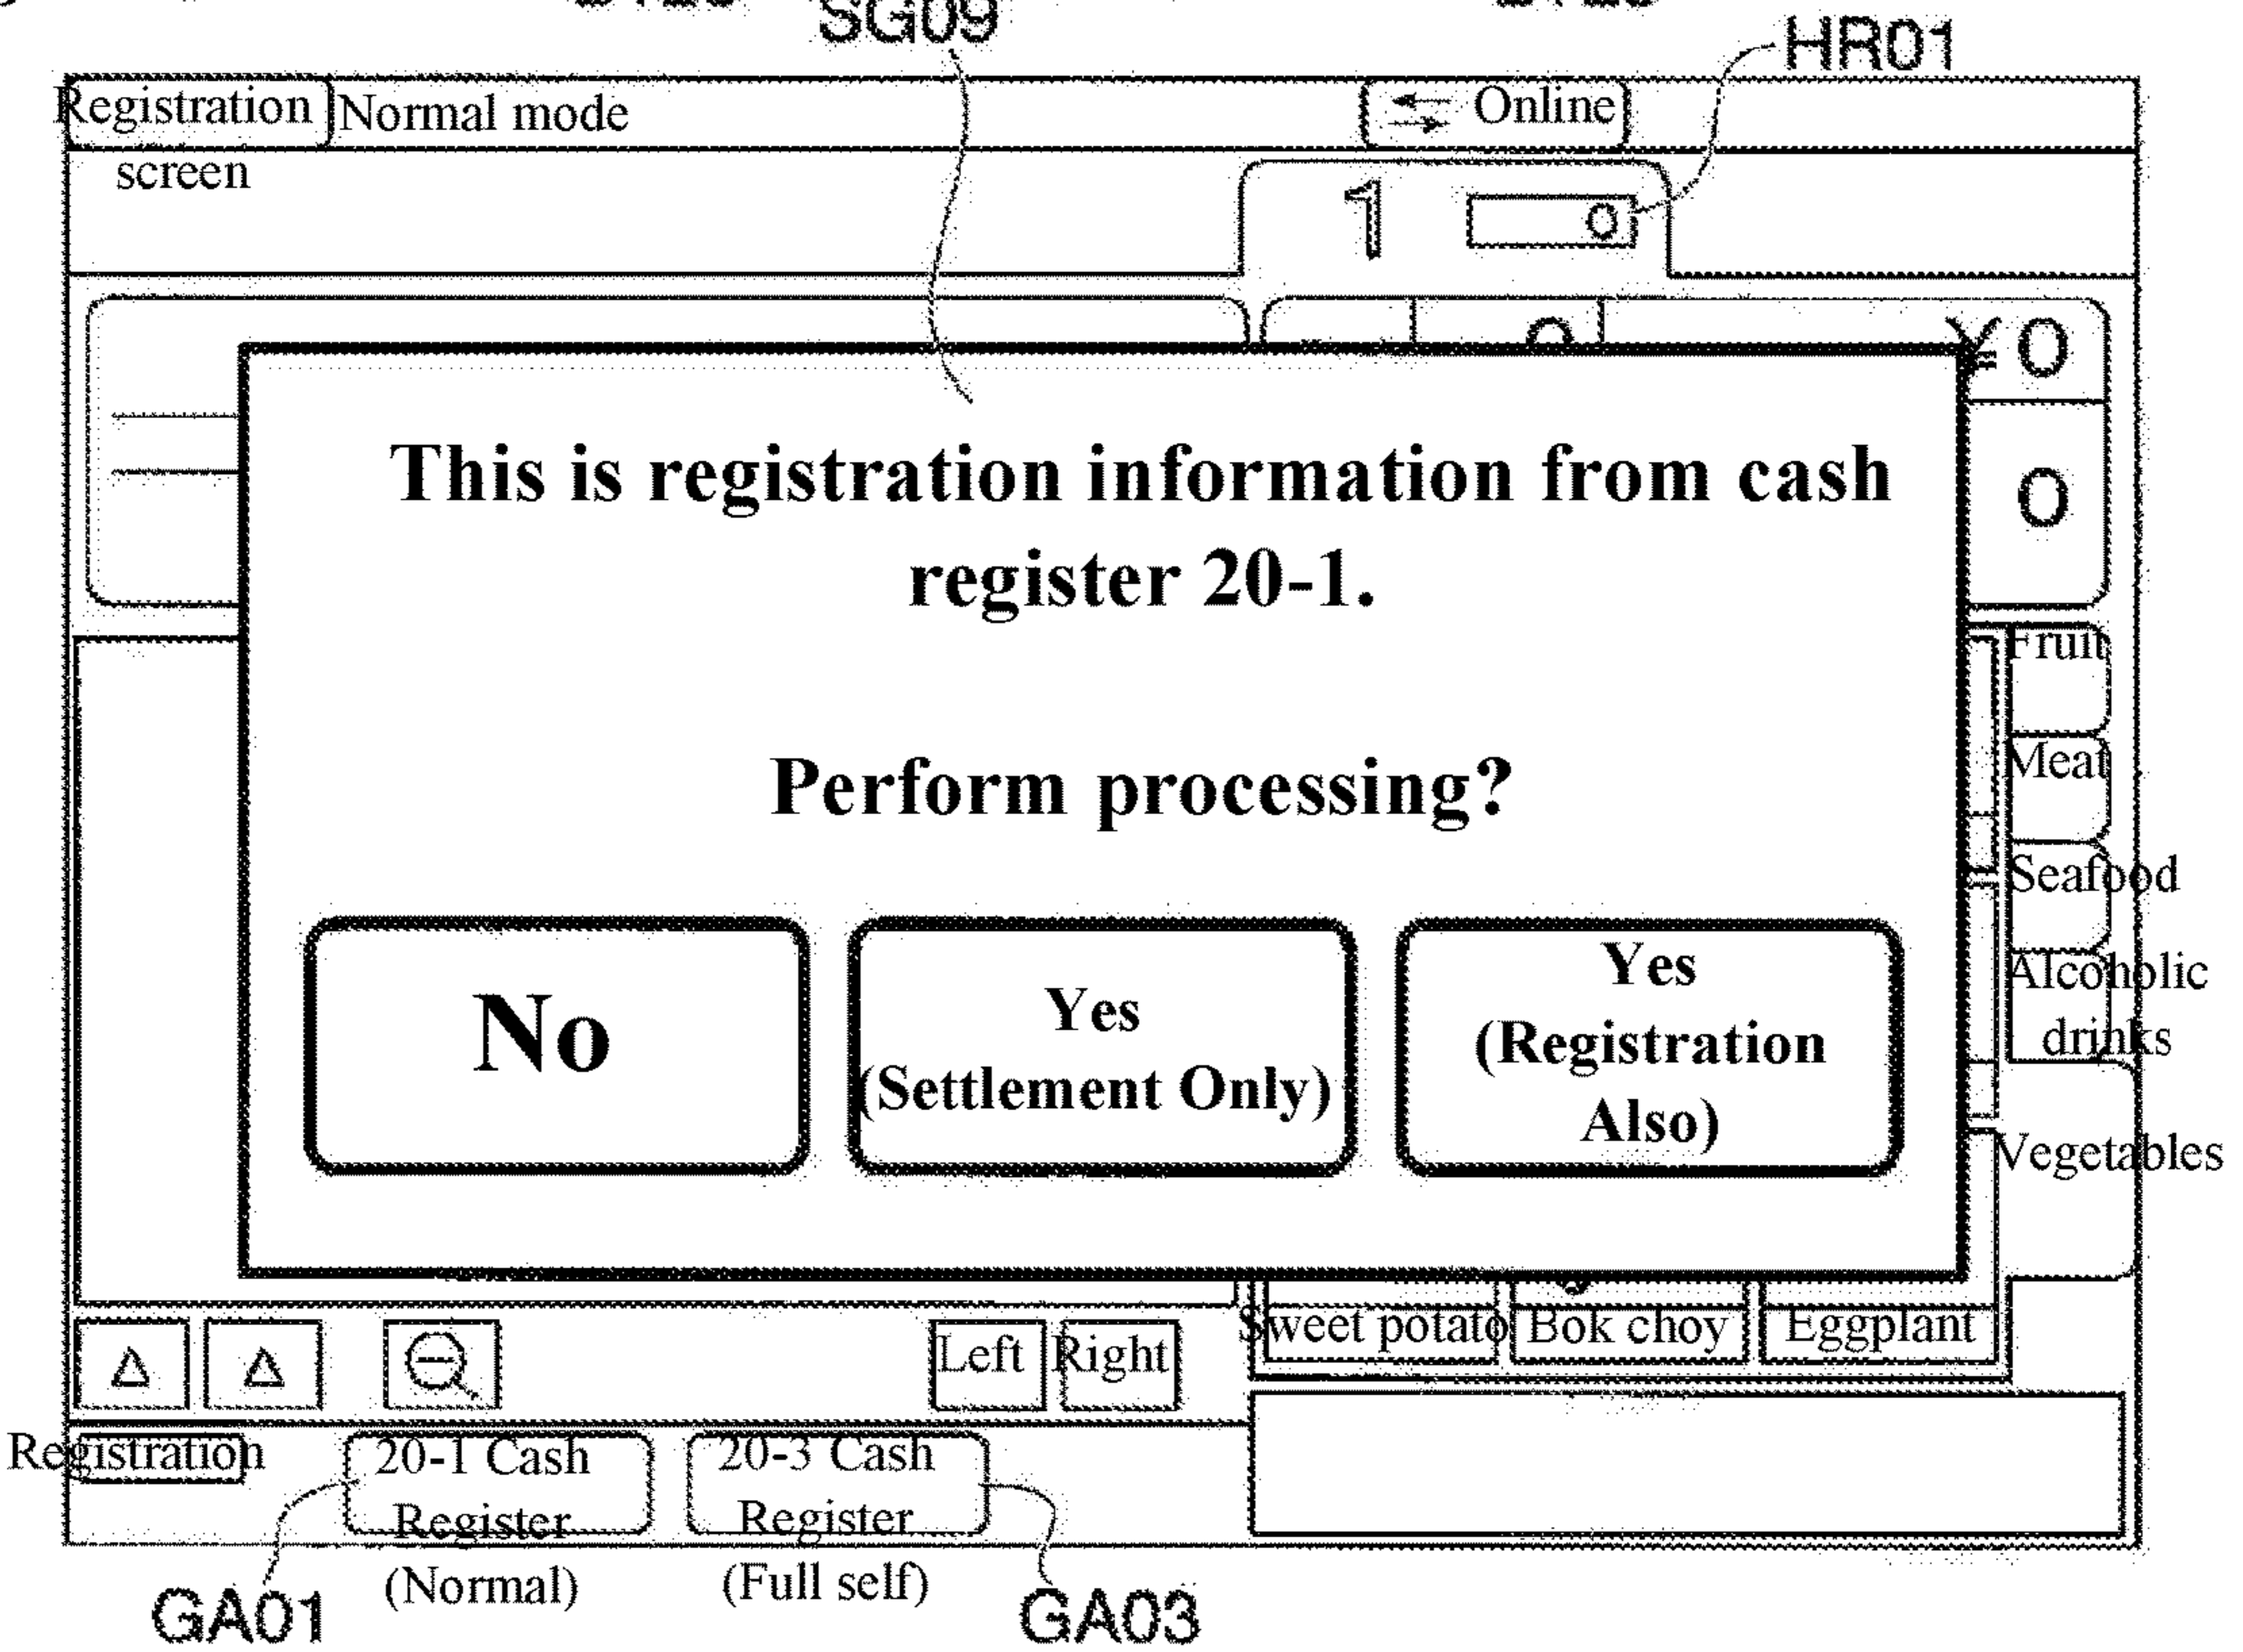 SG09
HR01
Registration
screen
Normal mode
Online
1
0
¥0
0
This is registration information from cash
register 20-1.
Perform processing?
No
Yes
(Settlement Only)
Yes
(Registration
Also)
Fruit
Meat
Seafood
Alcoholic
drinks
Vegetables
Sweet potato
Bok choy
Eggplant
Left
Right
Registration
20-1 Cash
Register
(Normal)
20-3 Cash
Register
(Full self)
GA01
GA03